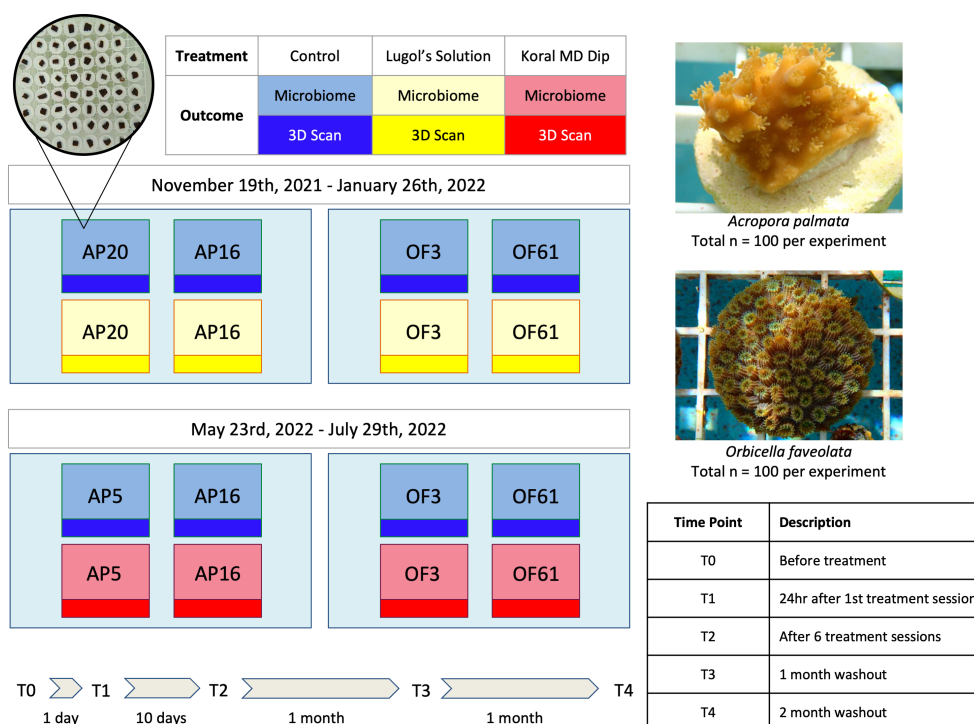 Treatment Control Lugol's Solution Koral MD Dip
Outcome Microbiome Microbiome Microbiome
3D Scan 3D Scan 3D Scan
November 19th, 2021 - January 26th, 2022
AP20 AP16 OF3 OF61
AP20 AP16 OF3 OF61
May 23rd, 2022 - July 29th, 2022
AP5 AP16 OF3 OF61
AP5 AP16 OF3 OF61
T0 T1 T2 T3 T4
1 day 10 days 1 month 1 month
Acropora palmata
Total n = 100 per experiment
Orbicella faveolata
Total n = 100 per experiment
Time Point Description
T0 Before treatment
T1 24hr after 1st treatment session
T2 After 6 treatment sessions
T3 1 month washout
T4 2 month washout